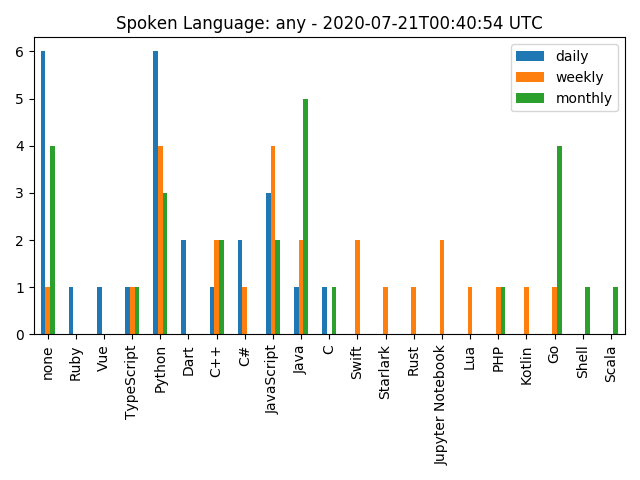 Spoken Language: any - 2020-07-21T00:40:54 UTC
daily
weekly
monthly
6
5
4
3
2
1
0
none
Ruby
Vue
TypeScript
Python
Dart
C++
C#
JavaScript
Java
C
Swift
Starlark
Rust
Jupyter Notebook
Lua
PHP
Kotlin
Go
Shell
Scala